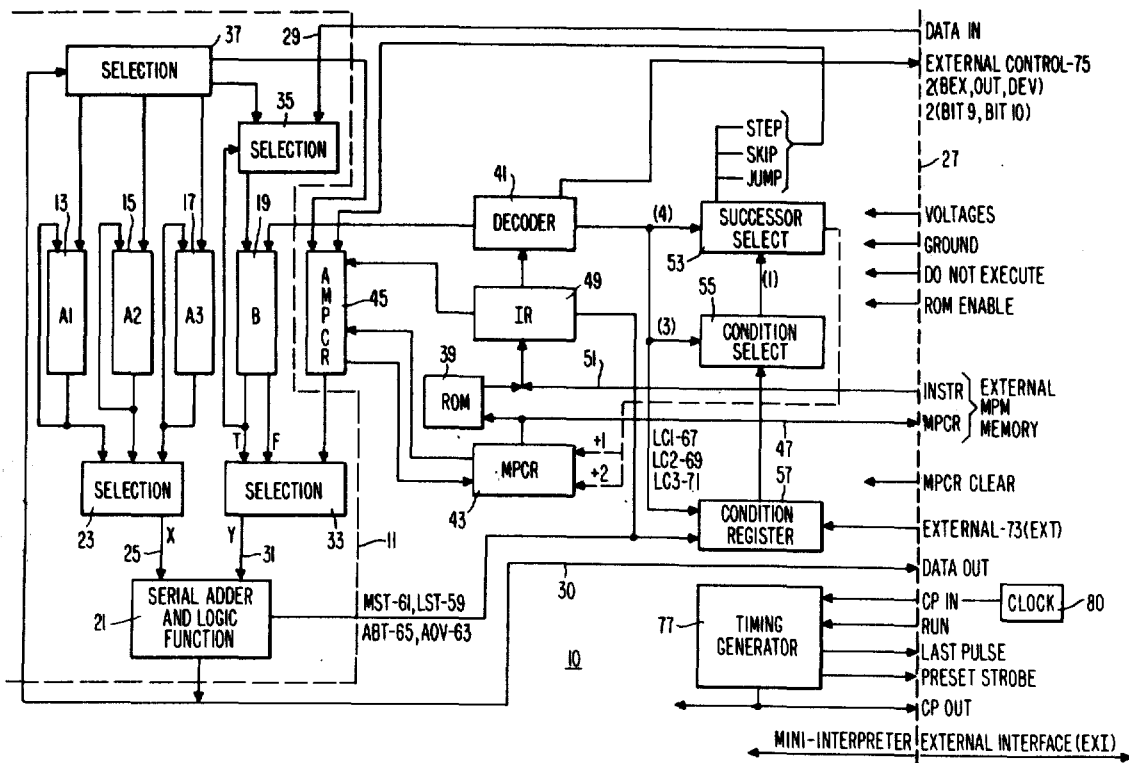 37
SELECTION
29
DATA IN
EXTERNAL CONTROL-75
2(BEX, OUT, DEV)
2(BIT 9, BIT 10)
35
SELECTION
STEP
SKIP
JUMP
27
13
15
17
19
41
DECODER
(4)
SUCCESSOR
SELECT
53
VOLTAGES
GROUND
DO NOT EXECUTE
ROM ENABLE
A1
A2
A3
B
AMPCR
45
49
IR
(1)
55
(3)
CONDITION
SELECT
39
ROM
51
INSTR
MPCR
EXTERNAL
MPM
MEMORY
47
T
F
MPCR
43
+1
+2
LC1-67
LC2-69
LC3-71
57
CONDITION
REGISTER
MPCR CLEAR
EXTERNAL-73(EXT)
SELECTION
23
X
25
SELECTION
33
Y
31
11
SERIAL ADDER
AND LOGIC
FUNCTION
21
MST-61, LST-59
ABT-65, AOV-63
30
DATA OUT
10
77
TIMING
GENERATOR
CP IN
CLOCK
80
RUN
LAST PULSE
PRESET STROBE
CP OUT
MINI-INTERPRETER
EXTERNAL INTERFACE (EXI)